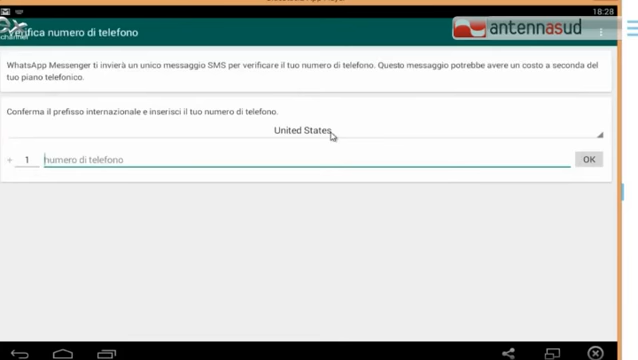 18:28
Verifica numero di telefono
antennasud
channel
WhatsApp Messenger ti invierà un unico messaggio SMS per verificare il tuo numero di telefono. Questo messaggio potrebbe avere un costo a seconda del
tuo piano telefonico.
Conferma il prefisso internazionale e inserisci il tuo numero di telefono.
United States
+ 1 numero di telefono OK